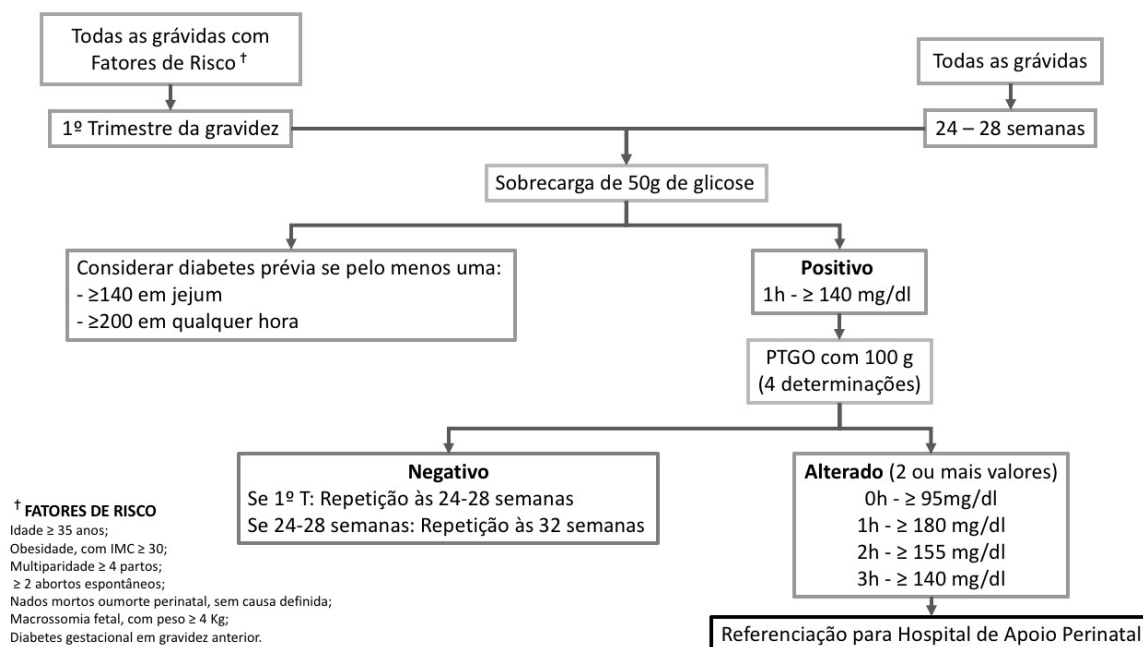 Todas as grávidas com
Fatores de Risco †
Todas as grávidas
1º Trimestre da gravidez
24 – 28 semanas
Sobrecarga de 50g de glicose
Considerar diabetes prévia se pelo menos uma:
- ≥140 em jejum
- ≥200 em qualquer hora
Positivo
1h - ≥ 140 mg/dl
PTGO com 100 g
(4 determinações)
Negativo
Se 1º T: Repetição às 24-28 semanas
Se 24-28 semanas: Repetição às 32 semanas
Alterado (2 ou mais valores)
0h - ≥ 95mg/dl
1h - ≥ 180 mg/dl
2h - ≥ 155 mg/dl
3h - ≥ 140 mg/dl
Referenciação para Hospital de Apoio Perinatal
† FATORES DE RISCO
Idade ≥ 35 anos;
Obesidade, com IMC ≥ 30;
Multiparidade ≥ 4 partos;
≥ 2 abortos espontâneos;
Nados mortos oumorte perinatal, sem causa definida;
Macrossomia fetal, com peso ≥ 4 Kg;
Diabetes gestacional em gravidez anterior.